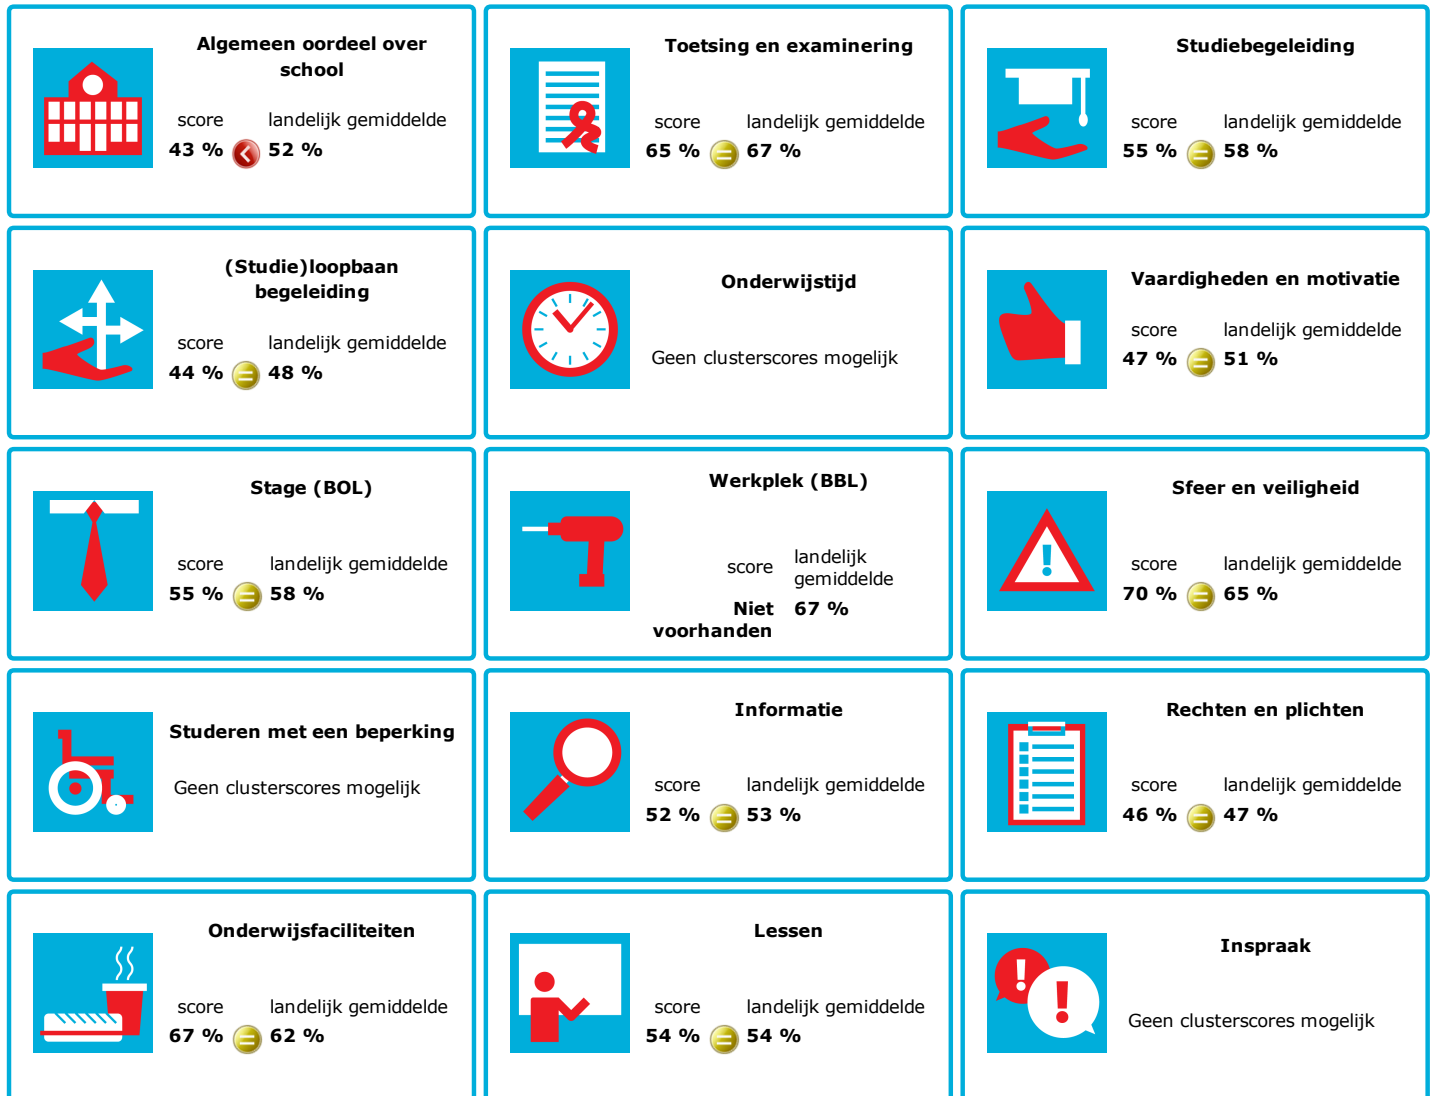 Algemeen oordeel over
school
score landelijk gemiddelde
43 % 52 %
Toetsing en examinering
score landelijk gemiddelde
65 % = 67 %
Studiebegeleiding
score landelijk gemiddelde
55 % = 58 %
(Studie)loopbaan
begeleiding
score landelijk gemiddelde
44 % = 48 %
Onderwijstijd
Geen clusterscores mogelijk
Vaardigheden en motivatie
score landelijk gemiddelde
47 % = 51 %
Stage (BOL)
score landelijk gemiddelde
55 % = 58 %
Werkplek (BBL)
score landelijk
gemiddelde
Niet 67 %
voorhanden
Sfeer en veiligheid
!
score landelijk gemiddelde
70 % = 65 %
Studeren met een beperking
Geen clusterscores mogelijk
Informatie
score landelijk gemiddelde
52 % = 53 %
Rechten en plichten
score landelijk gemiddelde
46 % = 47 %
Onderwijsfaciliteiten
score landelijk gemiddelde
67 % = 62 %
Lessen
score landelijk gemiddelde
54 % = 54 %
Inspraak
! !
Geen clusterscores mogelijk